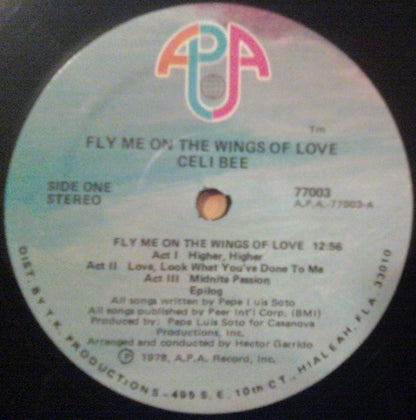 APA
TM
FLY ME ON THE WINGS OF LOVE
CELI BEE
SIDE ONE
STEREO
77003
A.P.A.-77003-A
FLY ME ON THE WINGS OF LOVE 12:56
Act I Higher, Higher
Act II Love, Look What You've Done To Me
Act III Midnite Passion
Epilog
All songs written by Pepe Luis Soto
All songs published by Peer Int'l Corp. (BMI)
Produced by: Pepe Luis Soto for Casanova
Productions, Inc.
Arranged and conducted by Hector Garrido
Ⓟ 1978, A.P.A. Record, Inc.
DIST. BY T.K. PRODUCTIONS-495 S.E. 10th CT., HIALEAH, FLA. 33010